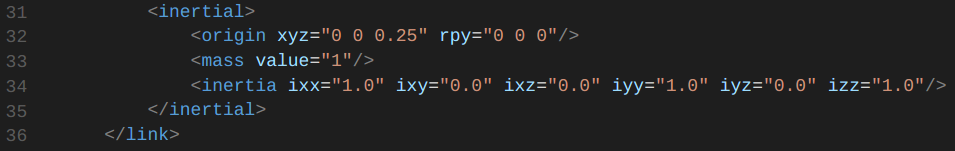 31 <inertial>
32 <origin xyz="0 0 0.25" rpy="0 0 0"/>
33 <mass value="1"/>
34 <inertia ixx="1.0" ixy="0.0" ixz="0.0" iyy="1.0" iyz="0.0" izz="1.0"/>
35 </inertial>
36 </link>